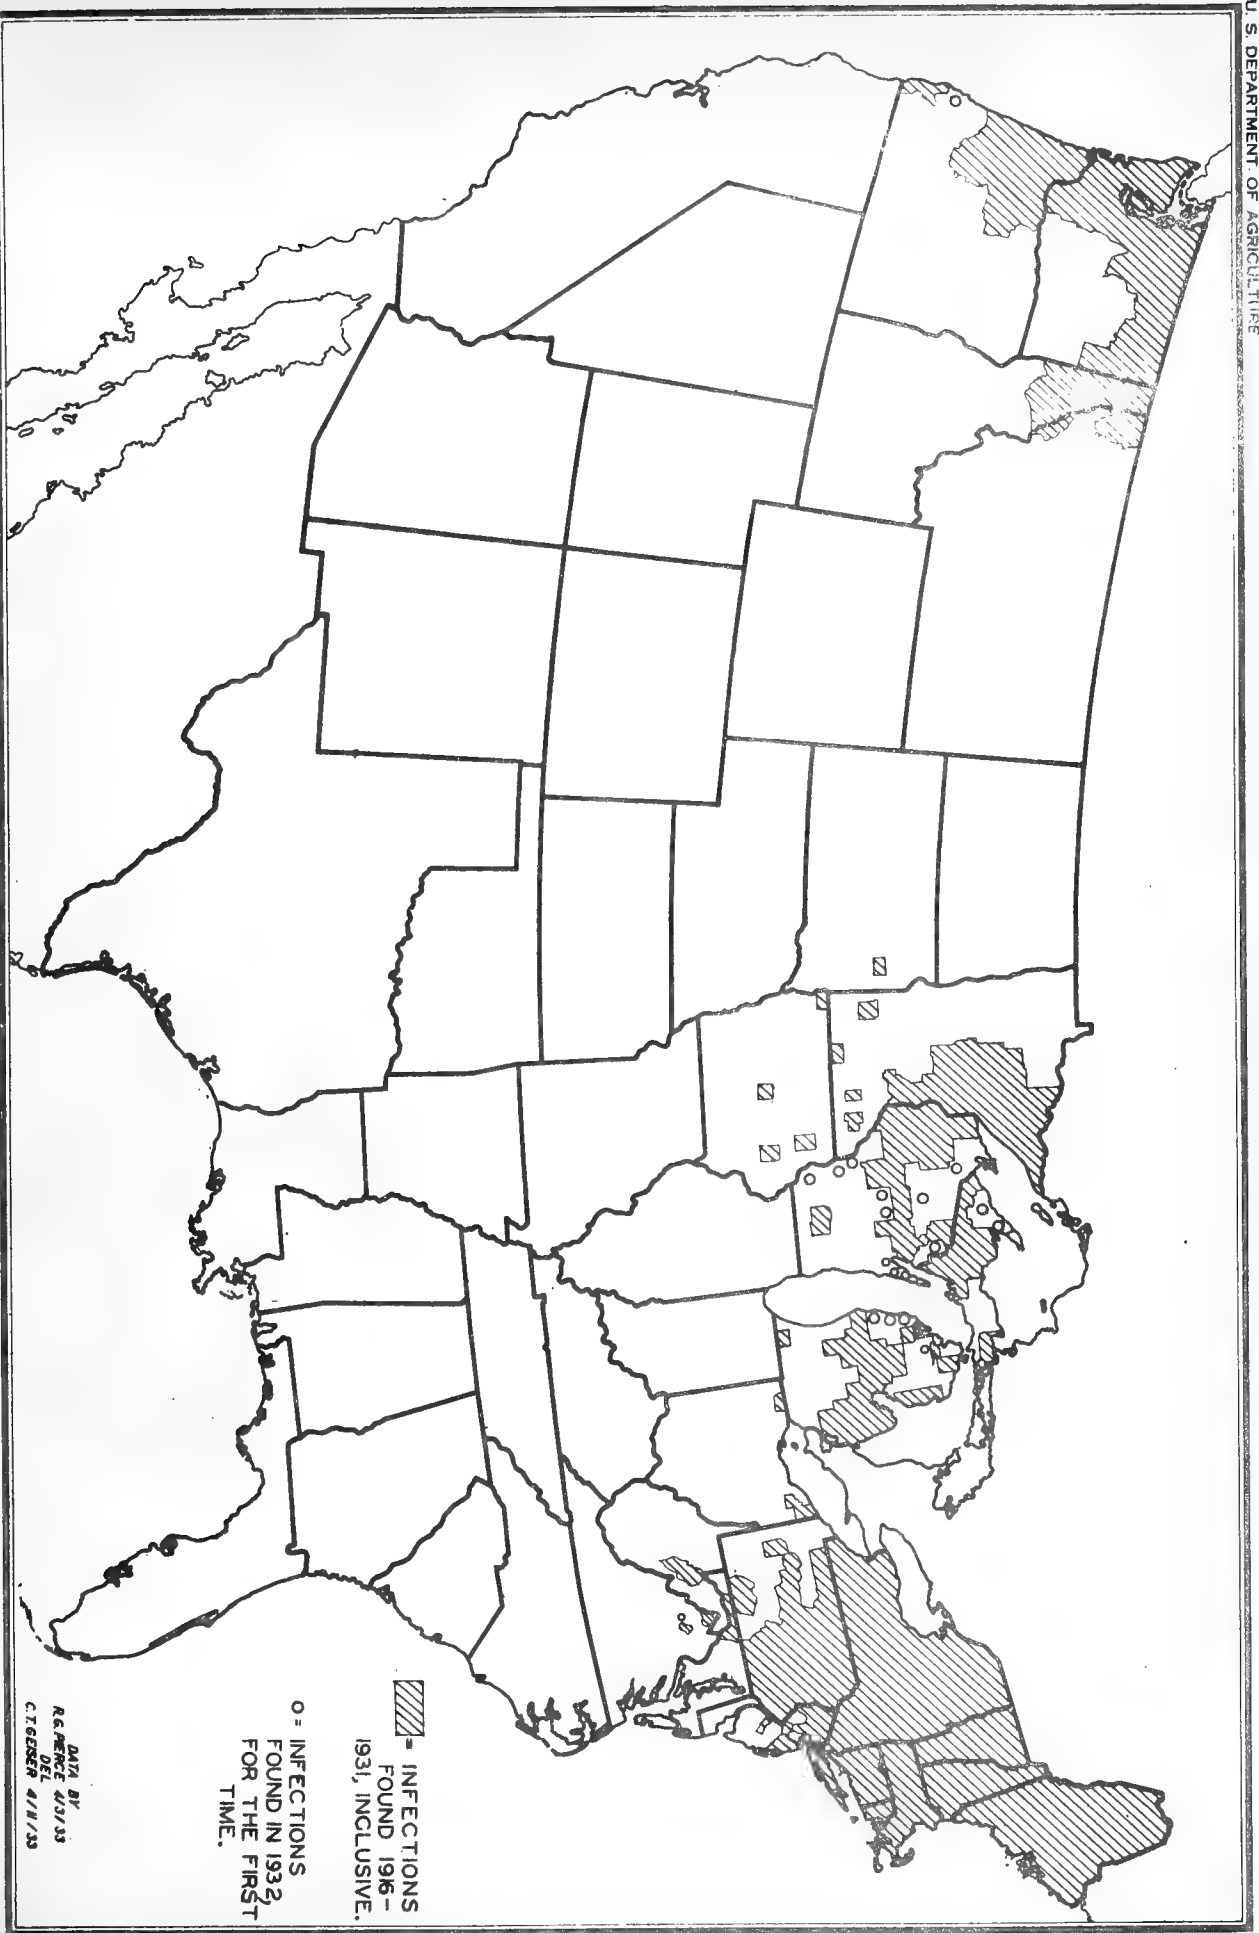 U. S. DEPARTMENT OF AGRICULTURE
= INFECTIONS
FOUND 1916-
1931, INCLUSIVE.
O = INFECTIONS
FOUND IN 1932,
FOR THE FIRST
TIME.
DATA BY
R.G. PIERCE 4/3/33
DEL
C.T. GEISER 4/11/33